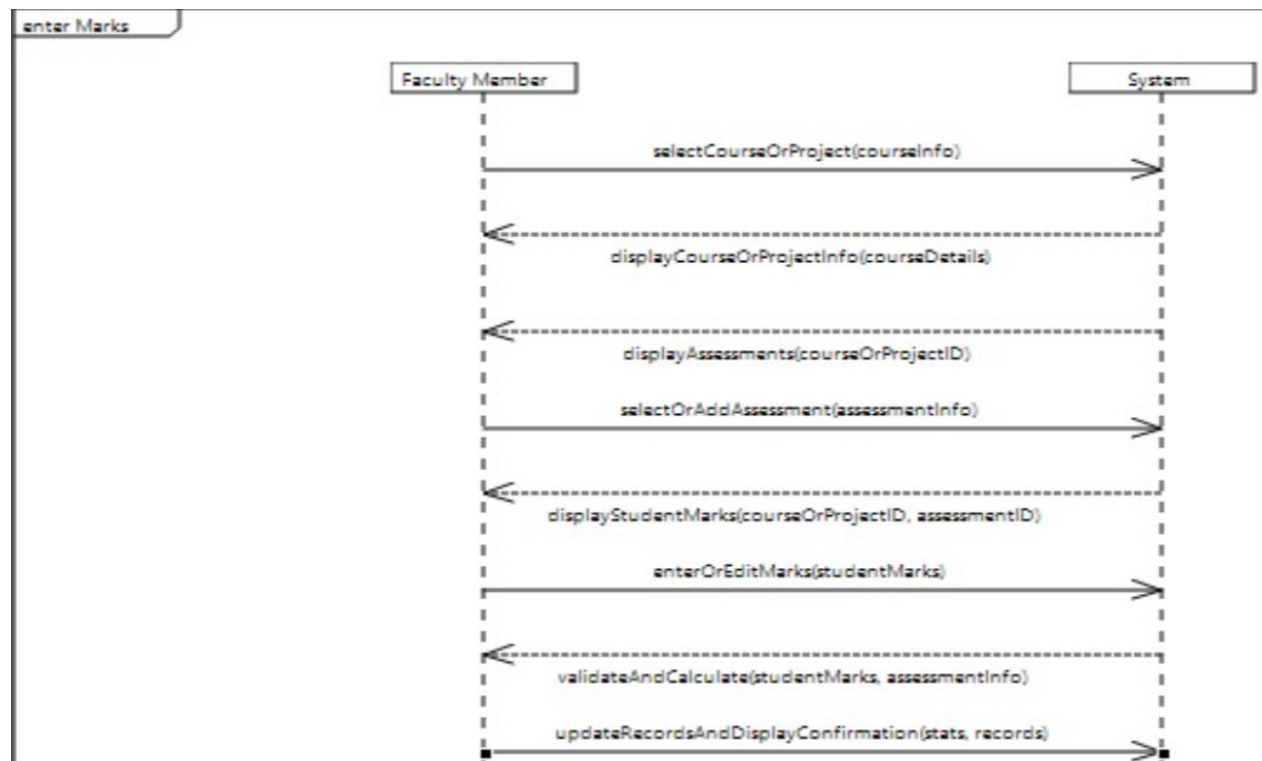 enter Marks
Faculty Member
System
selectCourseOrProject(courseInfo)
displayCourseOrProjectInfo(courseDetails)
displayAssessments(courseOrProjectID)
selectOrAddAssessment(assessmentInfo)
displayStudentMarks(courseOrProjectID, assessmentID)
enterOrEditMarks(studentMarks)
validateAndCalculate(studentMarks, assessmentInfo)
updateRecordsAndDisplayConfirmation(stats, records)